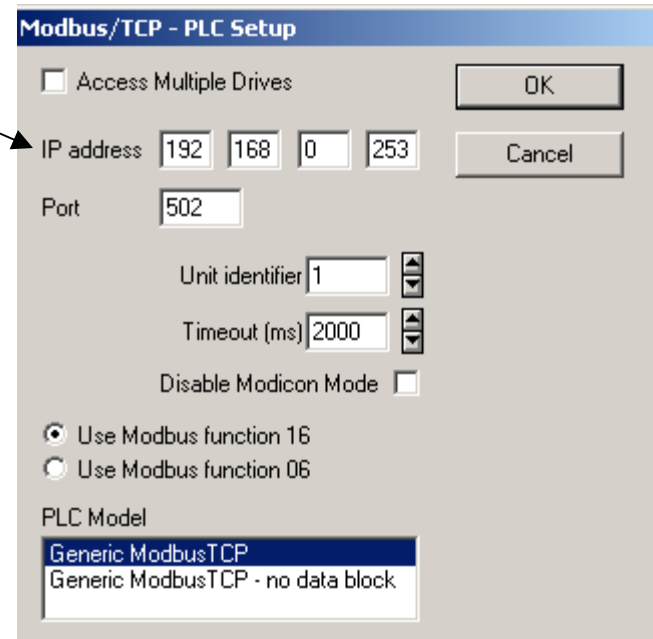 Modbus/TCP - PLC Setup
Access Multiple Drives
OK
IP address 192 168 0 253
Cancel
Port 502
Unit identifier 1
Timeout (ms) 2000
Disable Modicon Mode
Use Modbus function 16
Use Modbus function 06
PLC Model
Generic ModbusTCP
Generic ModbusTCP - no data block